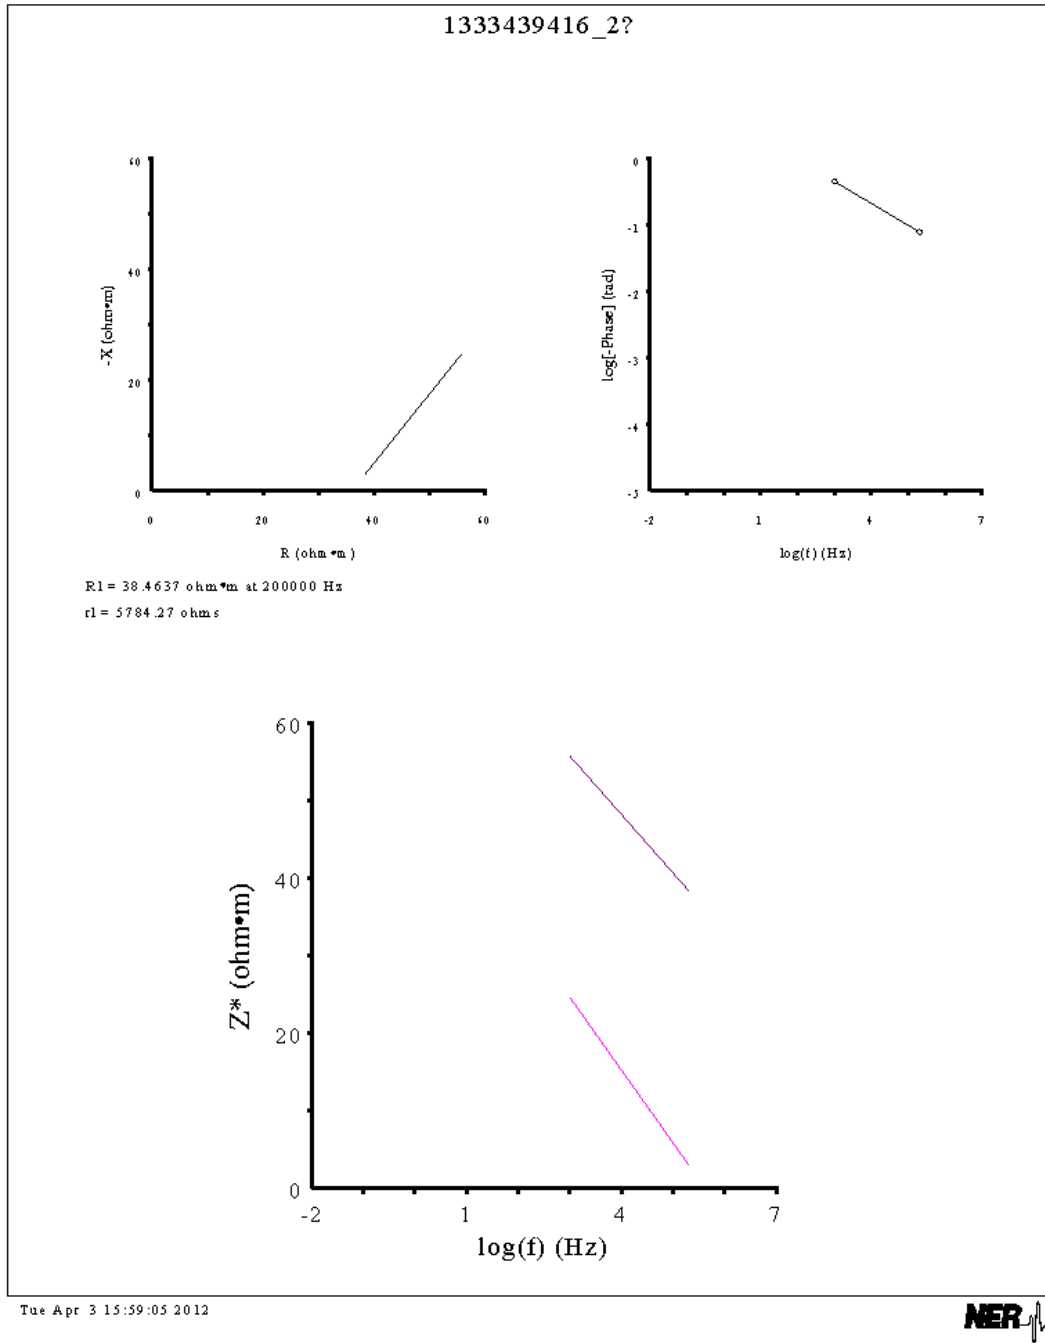 1333439416_2?
60
40
20
0
0 20 40 60
-X (ohm•m)
R (ohm•m)
0
-1
-2
-3
-4
-5
-2 1 4 7
log[-Phase] (rad)
log(f) (Hz)
R1 = 38.4637 ohm•m at 200000 Hz
r1 = 5784.27 ohms
60
40
20
0
-2 1 4 7
Z* (ohm•m)
log(f) (Hz)
Tue Apr 3 15:59:05 2012
NER